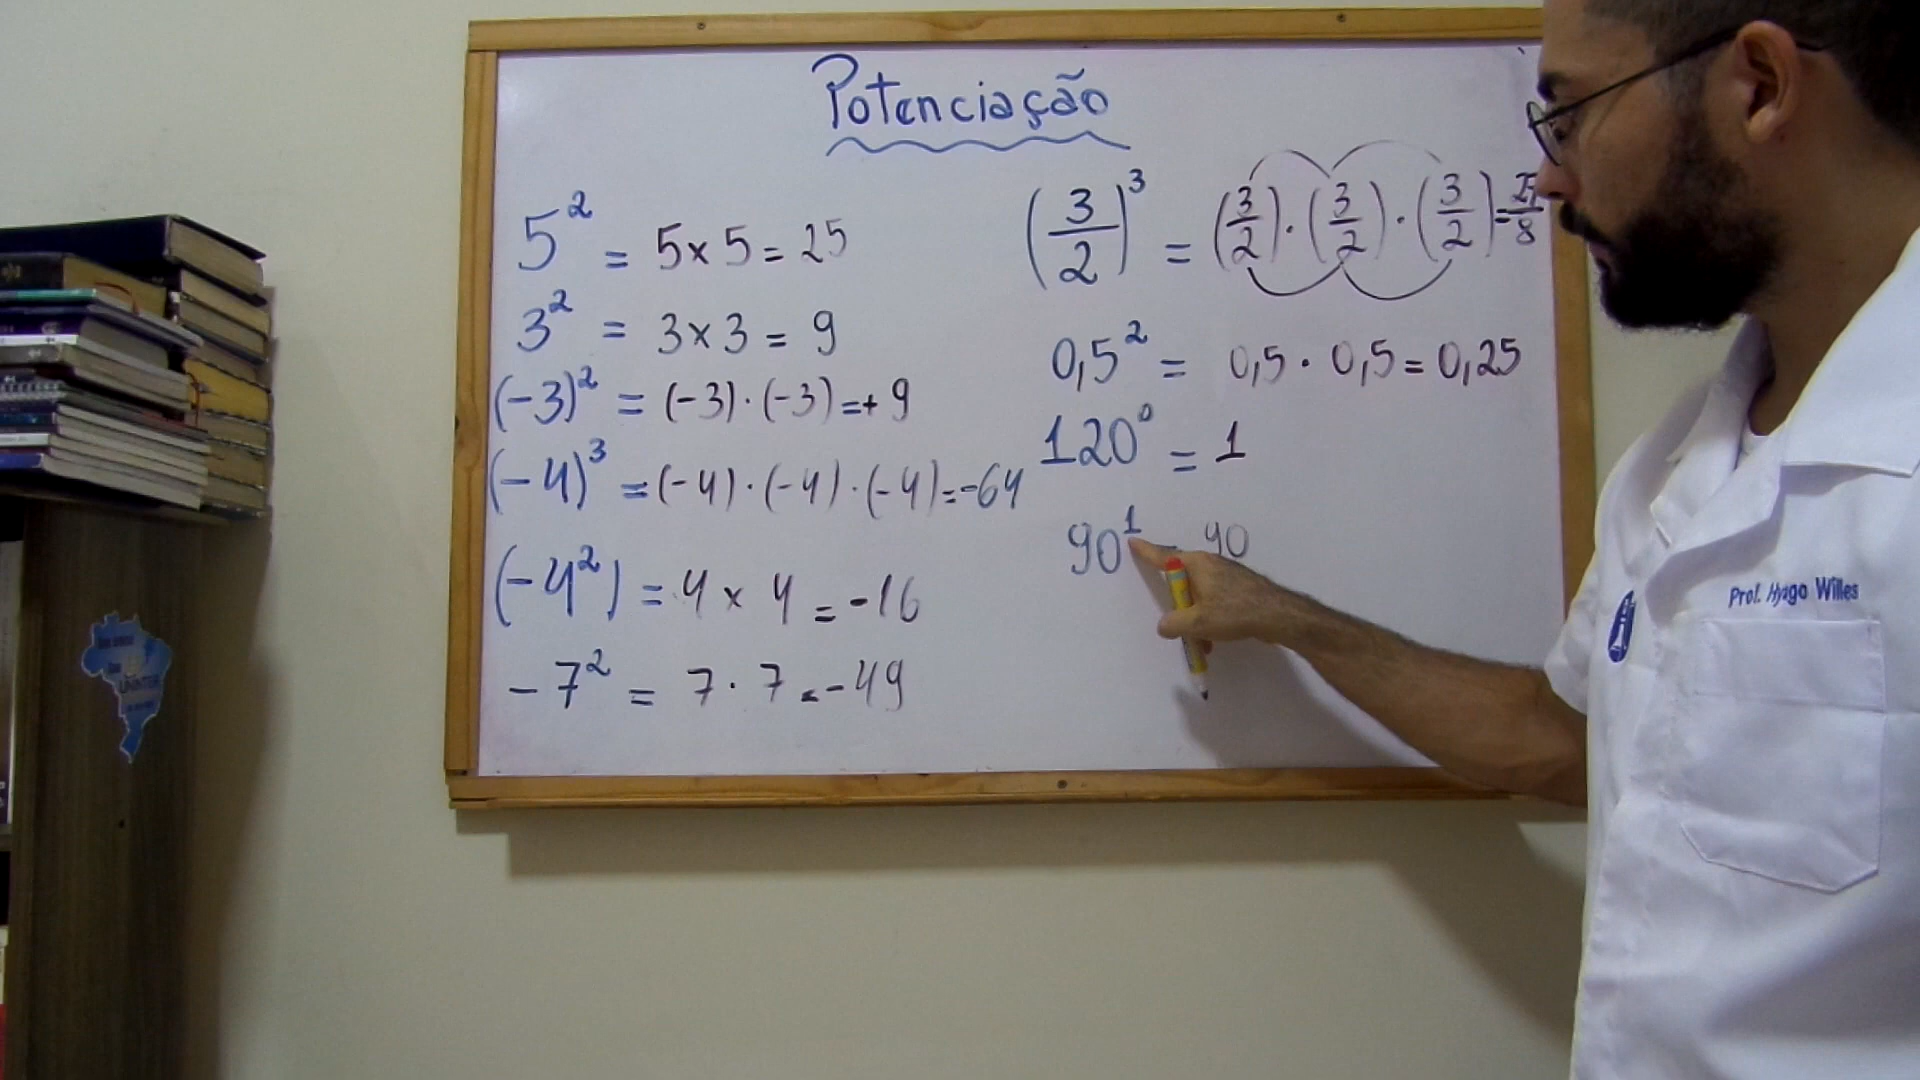 Potenciação
5² = 5 x 5 = 25
3² = 3 x 3 = 9
(-3)² = (-3) · (-3) = + 9
(-4)³ = (-4) · (-4) · (-4) = -64
(-4²) = 4 x 4 = -16
-7² = 7 · 7 = -49
(3/2)³ = (3/2) · (3/2) · (3/2) = 27/8
0,5² = 0,5 · 0,5 = 0,25
120⁰ = 1
90¹ = 90
Prof. Hyago Willes
UNINTER